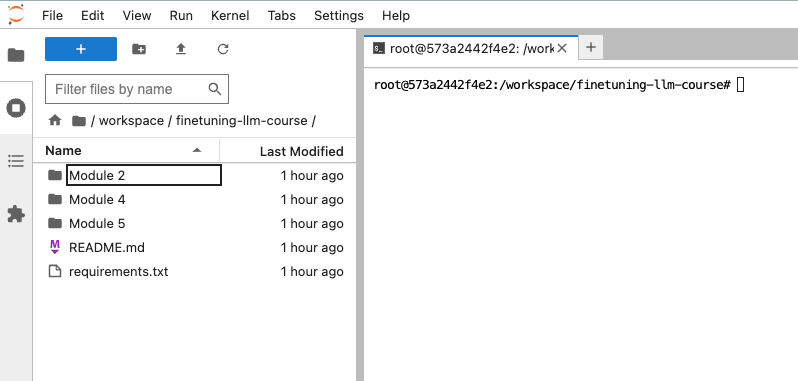 File Edit View Run Kernel Tabs Settings Help
+
Filter files by name
/ workspace / finetuning-llm-course /
Name Last Modified
Module 2 1 hour ago
Module 4 1 hour ago
Module 5 1 hour ago
README.md 1 hour ago
requirements.txt 1 hour ago
root@573a2442f4e2: /work
root@573a2442f4e2:/workspace/finetuning-llm-course#